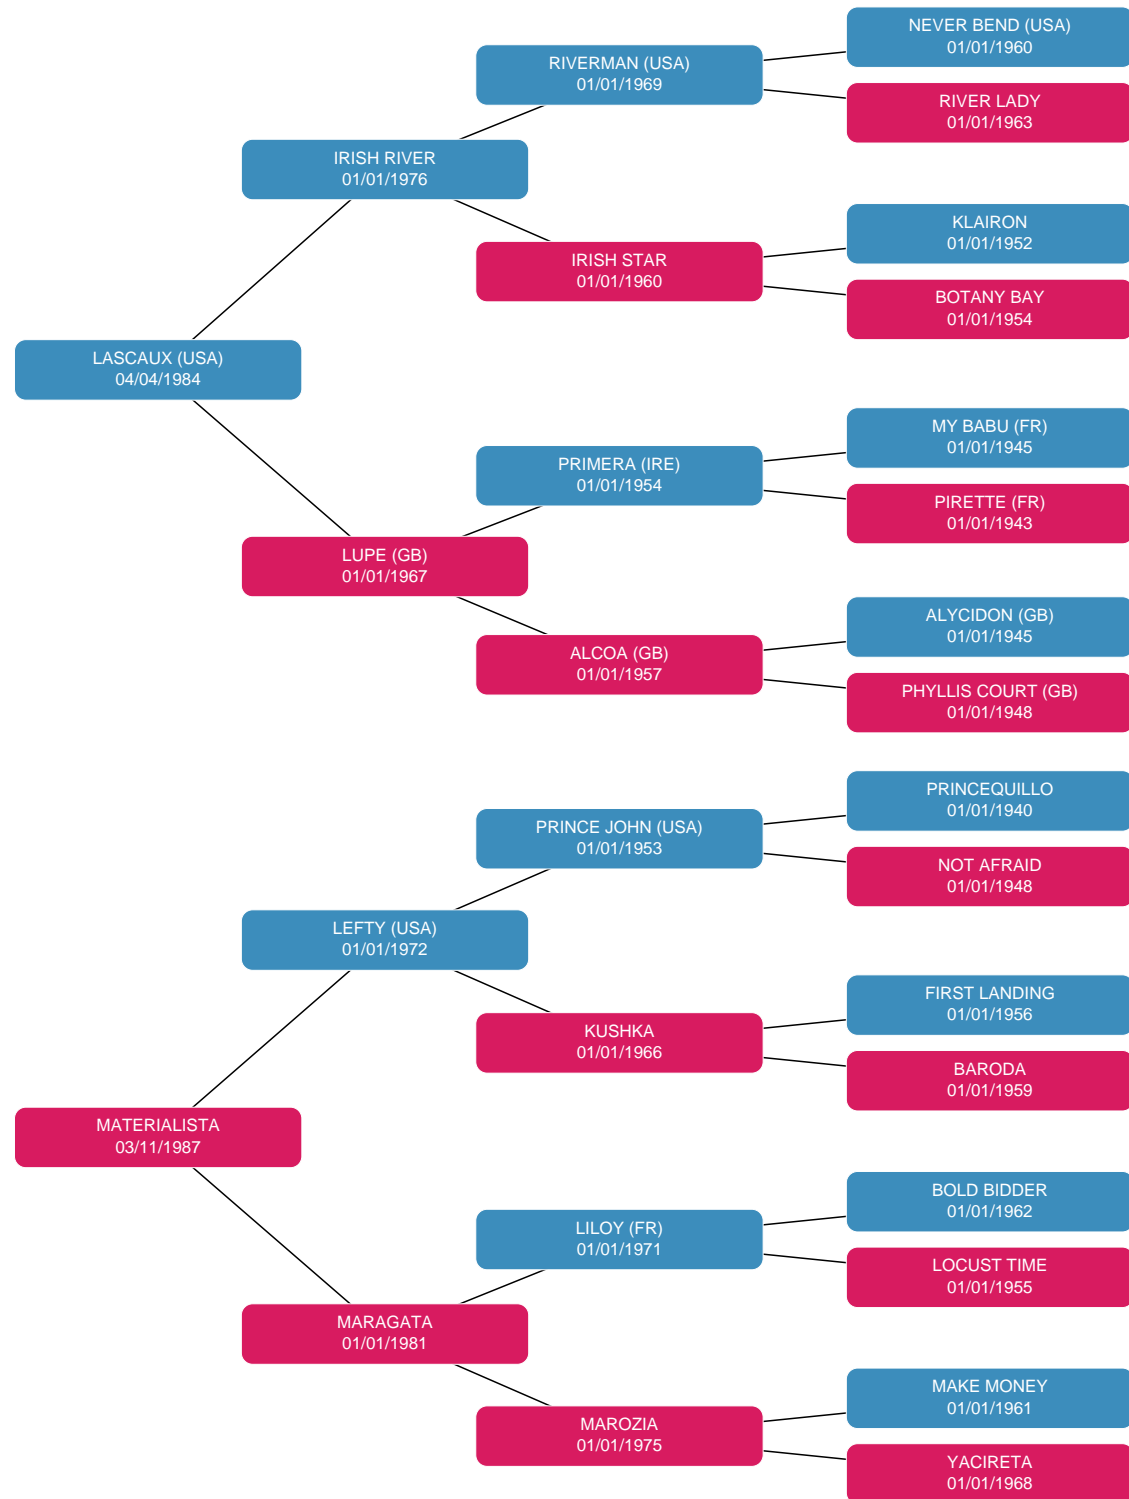 NEVER BEND (USA)
01/01/1960
RIVERMAN (USA)
01/01/1969
RIVER LADY
01/01/1963
IRISH RIVER
01/01/1976
KLAIRON
01/01/1952
IRISH STAR
01/01/1960
BOTANY BAY
01/01/1954
LASCAUX (USA)
04/04/1984
MY BABU (FR)
01/01/1945
PRIMERA (IRE)
01/01/1954
PIRETTE (FR)
01/01/1943
LUPE (GB)
01/01/1967
ALYCIDON (GB)
01/01/1945
ALCOA (GB)
01/01/1957
PHYLLIS COURT (GB)
01/01/1948
PRINCEQUILLO
01/01/1940
PRINCE JOHN (USA)
01/01/1953
NOT AFRAID
01/01/1948
LEFTY (USA)
01/01/1972
FIRST LANDING
01/01/1956
KUSHKA
01/01/1966
BARODA
01/01/1959
MATERIALISTA
03/11/1987
BOLD BIDDER
01/01/1962
LILOY (FR)
01/01/1971
LOCUST TIME
01/01/1955
MARAGATA
01/01/1981
MAKE MONEY
01/01/1961
MAROZIA
01/01/1975
YACIRETA
01/01/1968